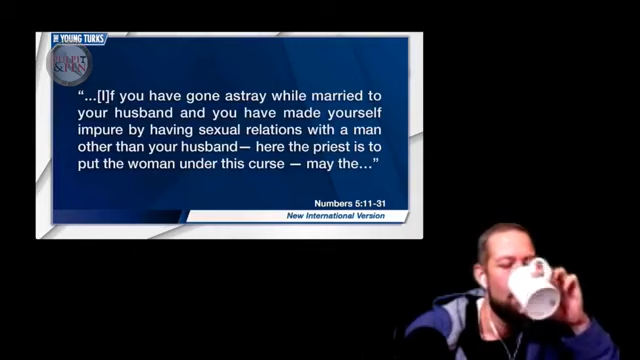 THE YOUNG TURKS
PULPIT
& PEN
“...[I]f you have gone astray while married to
your husband and you have made yourself
impure by having sexual relations with a man
other than your husband— here the priest is to
put the woman under this curse — may the...”
Numbers 5:11-31
New International Version